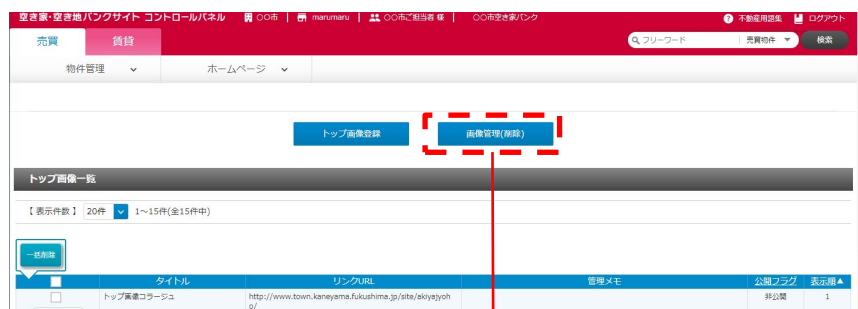 空き家・空き地バンクサイト コントロールパネル 〇〇市 | marumaru | 〇〇市ご担当者 様 | 〇〇市空き家バンク 不動産用語集 ログアウト
売買 賃貸 フリーワード 売買物件 ▼ 検索
物件管理 ホームページ
トップ画像登録 画像管理(削除)
トップ画像一覧
【 表示件数 】 20件 1～15件(全15件中)
一括削除
タイトル リンクURL 管理メモ 公開フラグ 表示順▲
トップ画像コラージュ http://www.town.kaneyama.fukushima.jp/site/akiyajyoh 非公開 1
o/